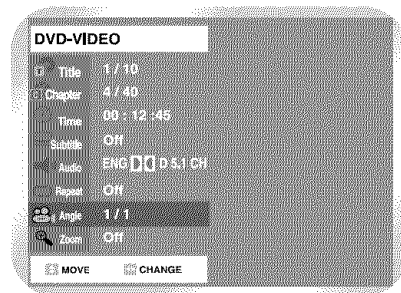 DVD-VIDEO
Title 1 / 10
Chapter 4 / 40
Time 00 : 12 :45
Subtitle Off
Audio ENG D 5.1 CH
Repeat Off
Angle 1 / 1
Zoom Off
MOVE CHANGE